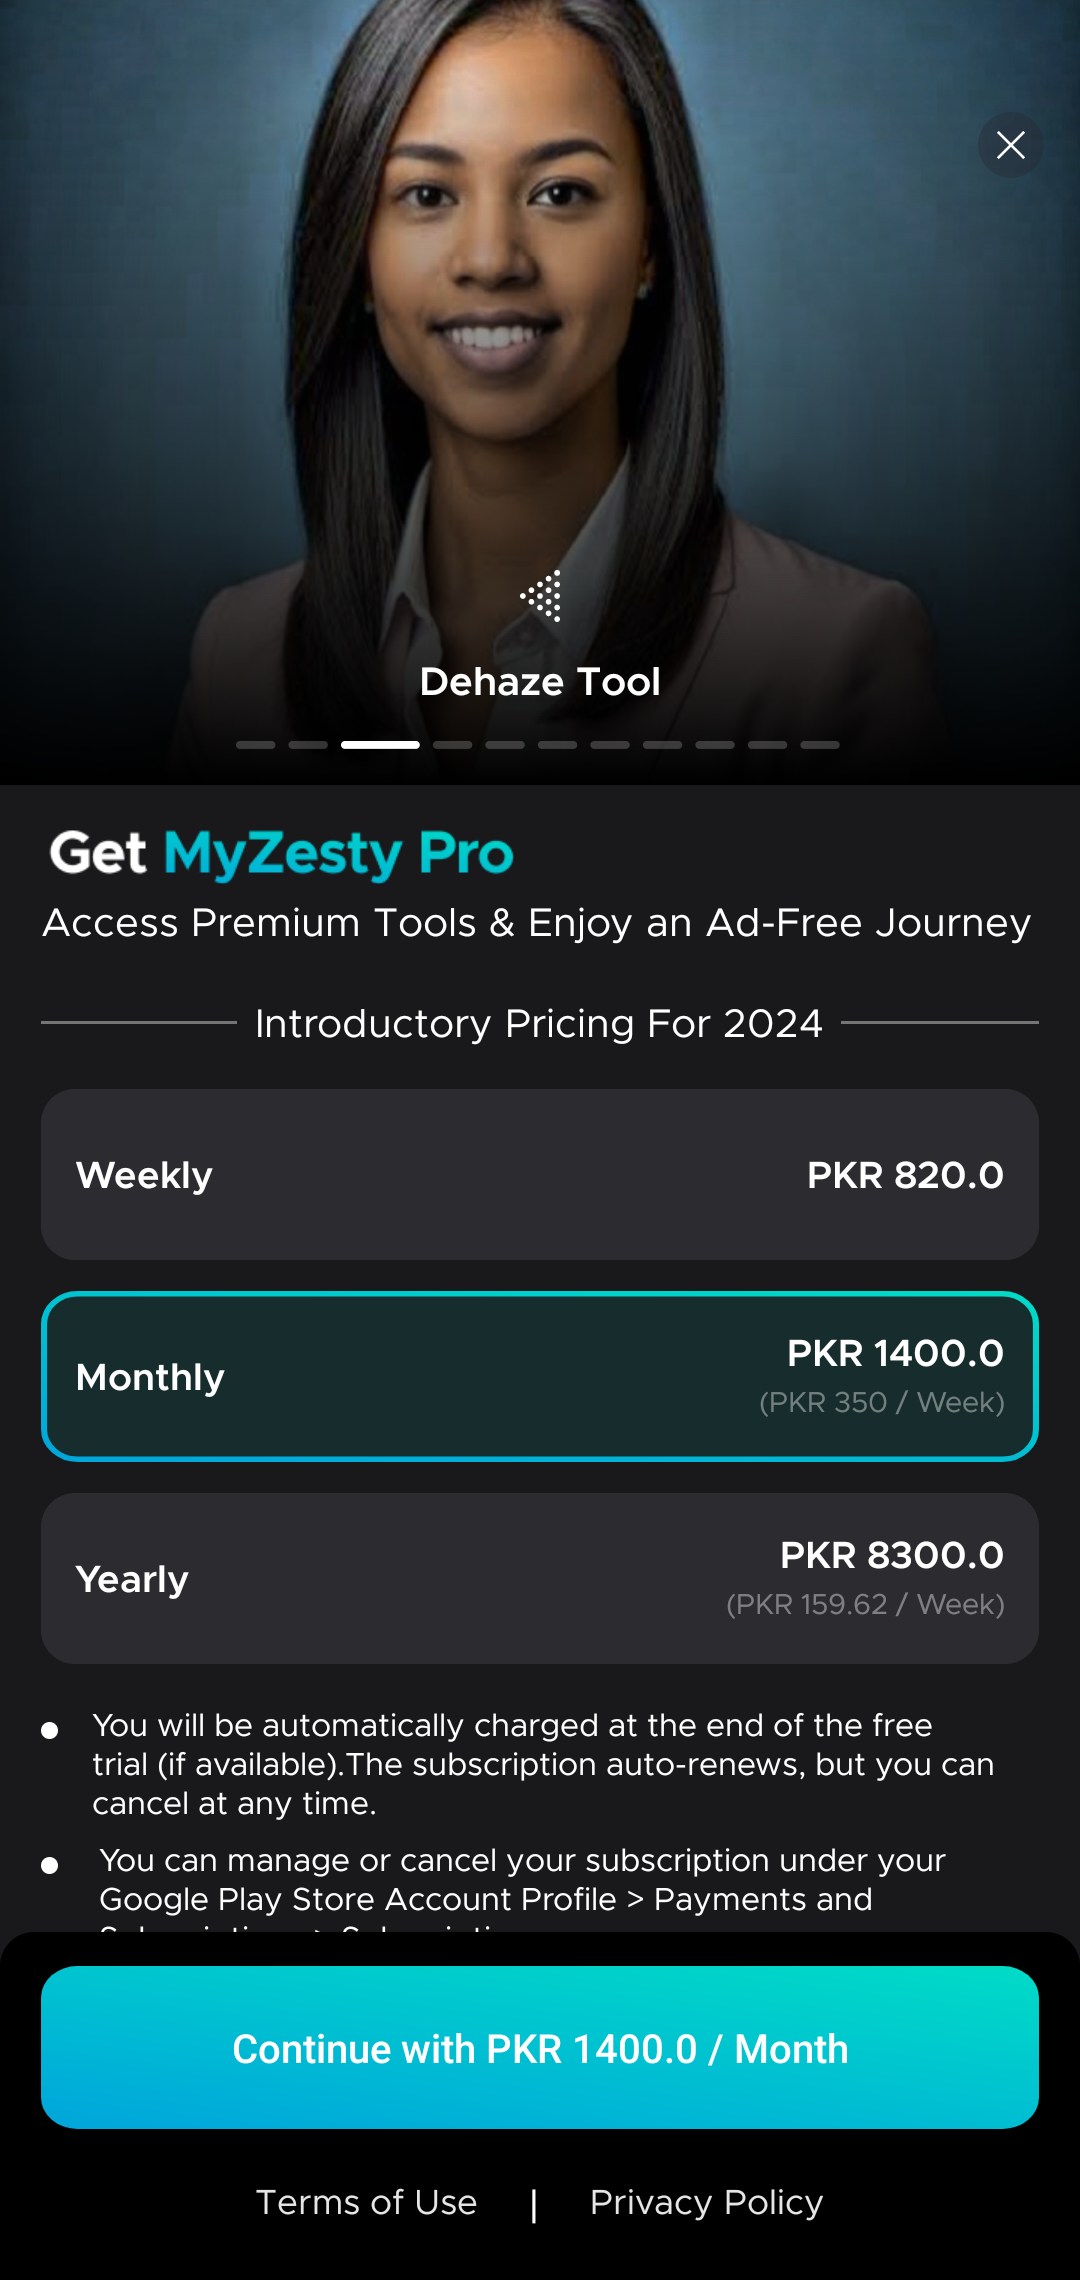 Dehaze Tool
Get MyZesty Pro
Access Premium Tools & Enjoy an Ad-Free Journey
Introductory Pricing For 2024
Weekly PKR 820.0
Monthly PKR 1400.0
(PKR 350 / Week)
Yearly PKR 8300.0
(PKR 159.62 / Week)
You will be automatically charged at the end of the free
trial (if available).The subscription auto-renews, but you can
cancel at any time.
You can manage or cancel your subscription under your
Google Play Store Account Profile > Payments and
Continue with PKR 1400.0 / Month
Terms of Use | Privacy Policy